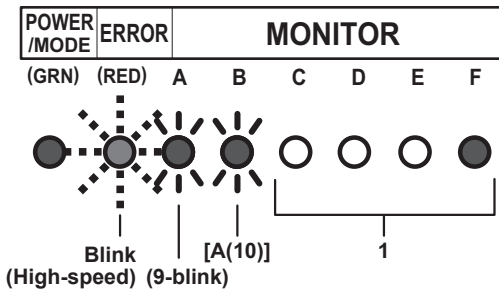 POWER
/MODE
ERROR
MONITOR
(GRN) (RED) A B C D E F
Blink
(High-speed)
(9-blink)
[A(10)]
1